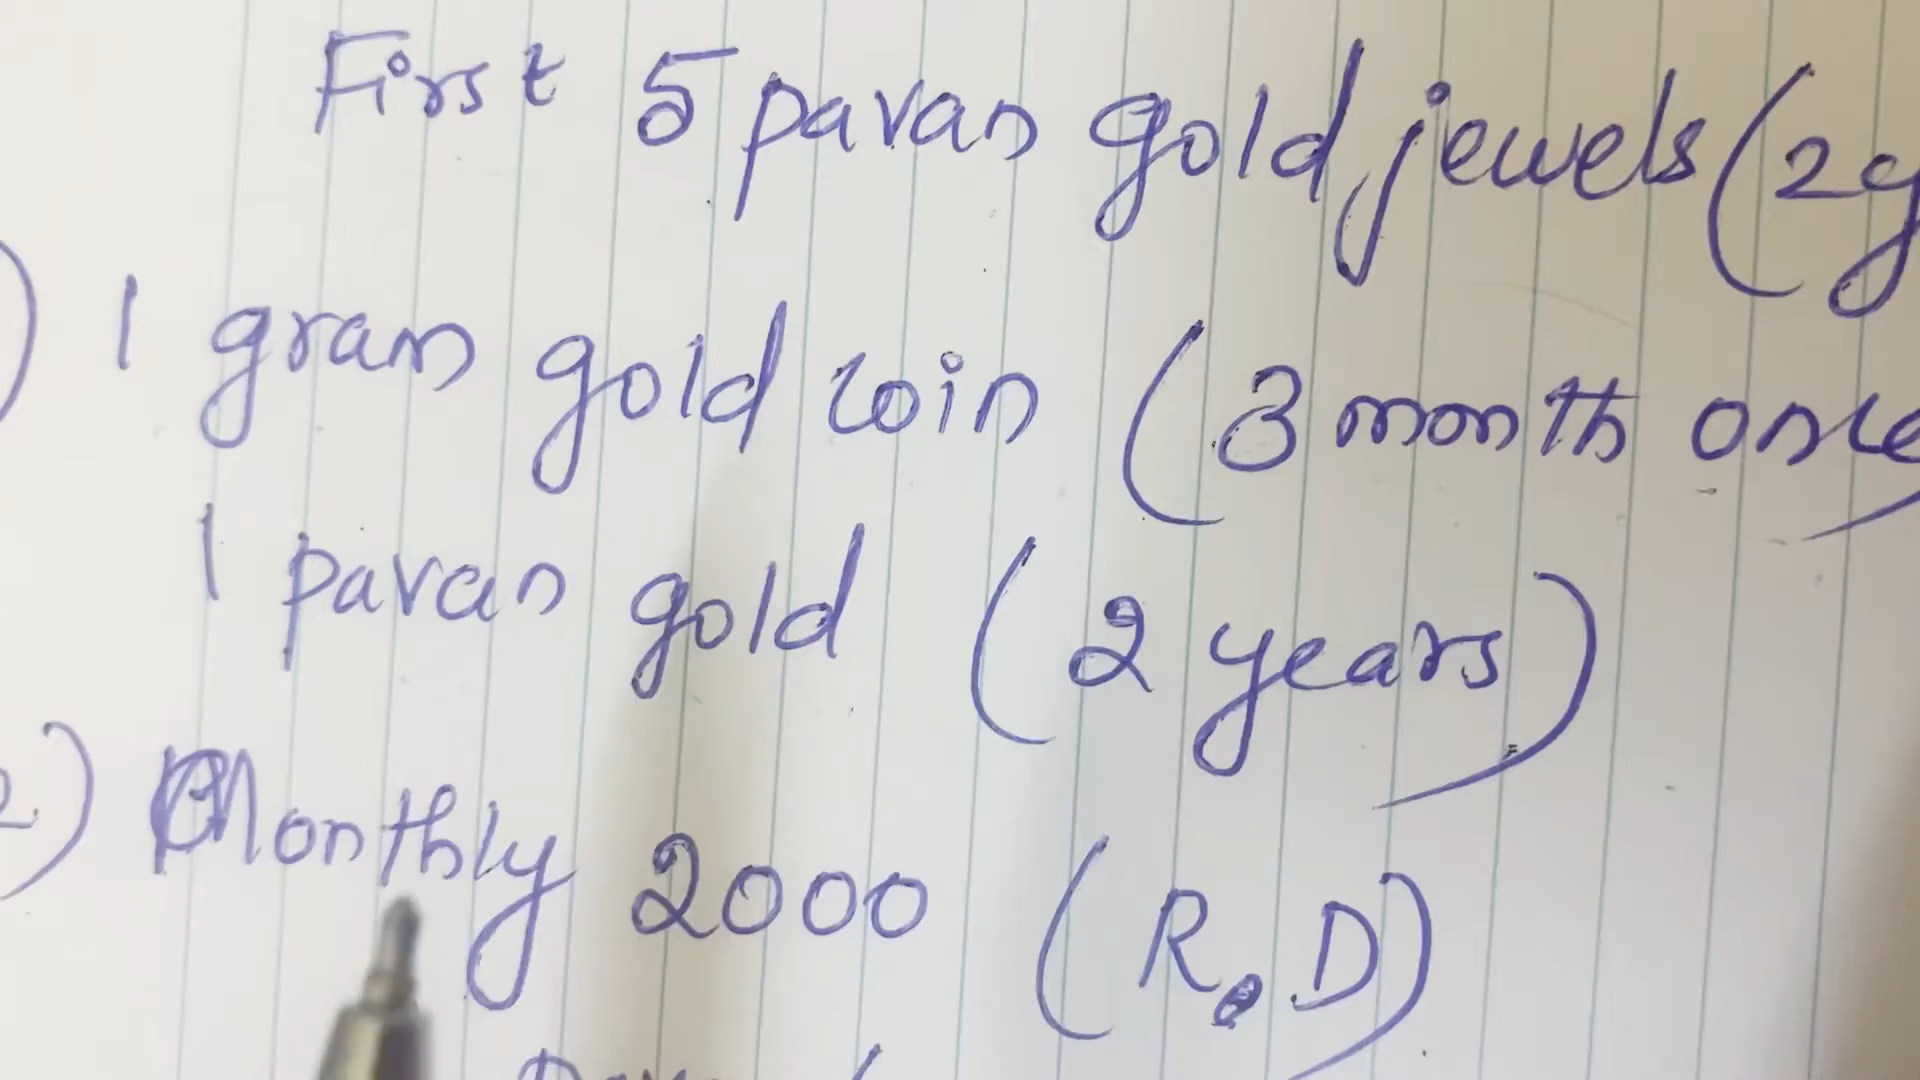 First 5 pavan gold jewels (2y
) 1 gram gold coin (3 month once)
1 pavan gold (2 years)
2) Monthly 2000 (R.D)